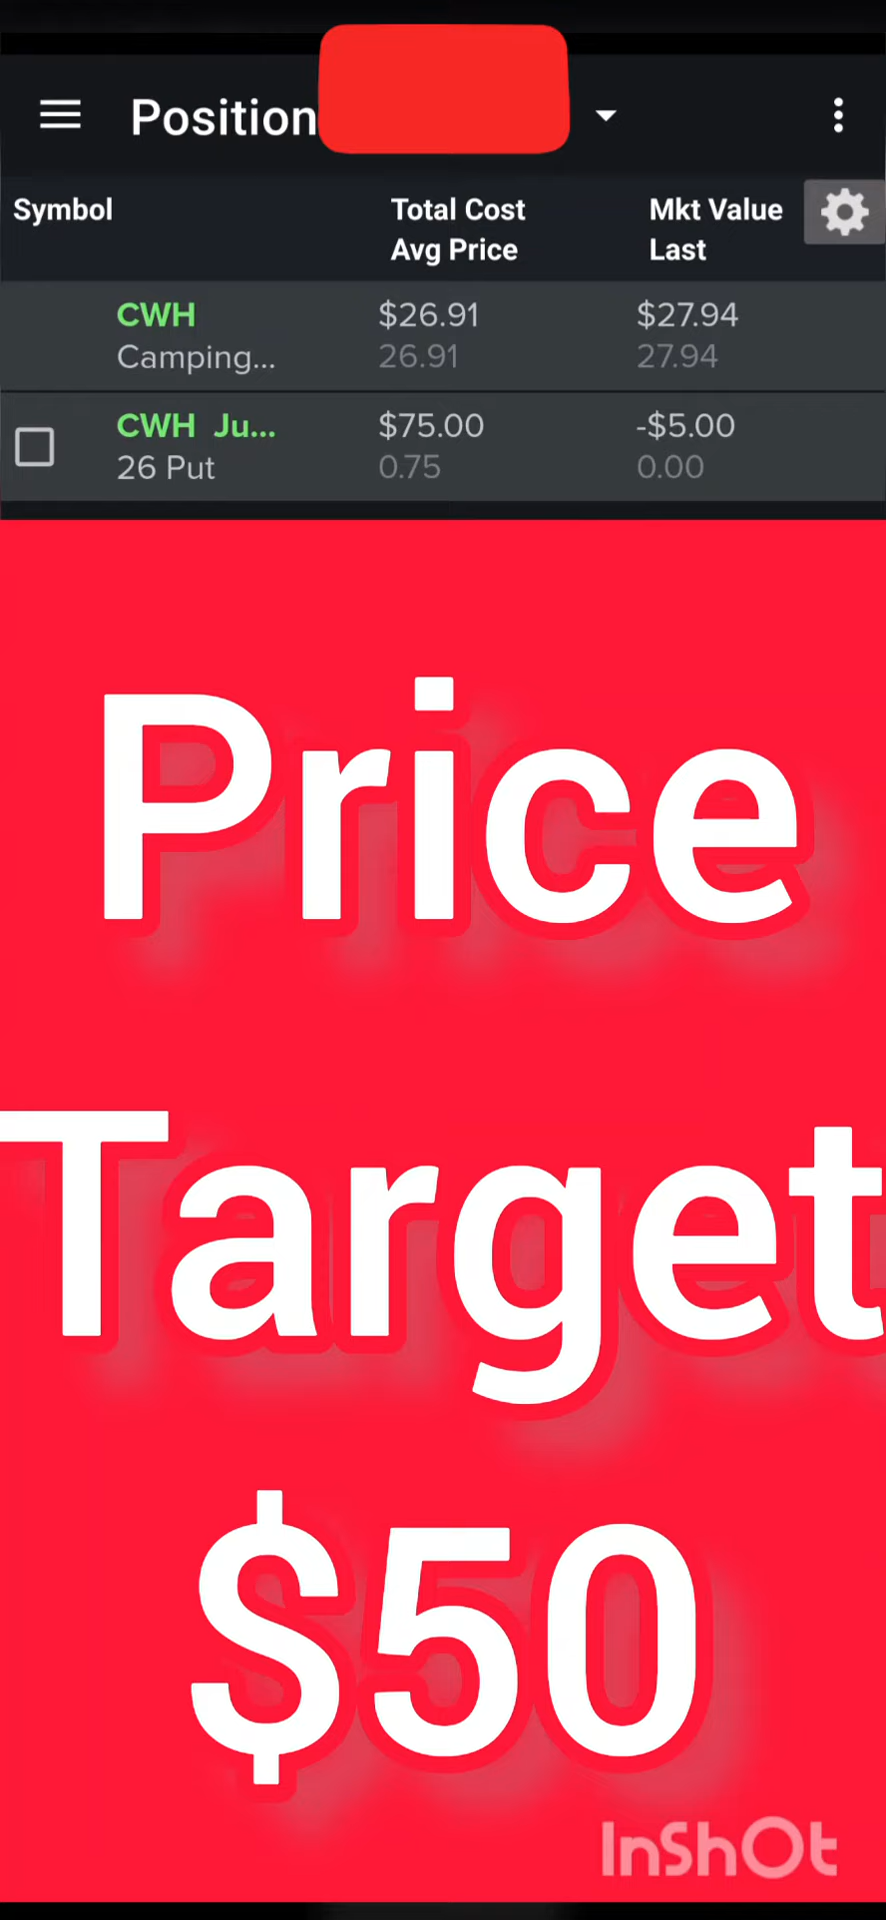 Position
Symbol Total Cost Mkt Value
Avg Price Last
CWH $26.91 $27.94
Camping... 26.91 27.94
CWH Ju... $75.00 -$5.00
26 Put 0.75 0.00
Price
Target
$50
InShOt